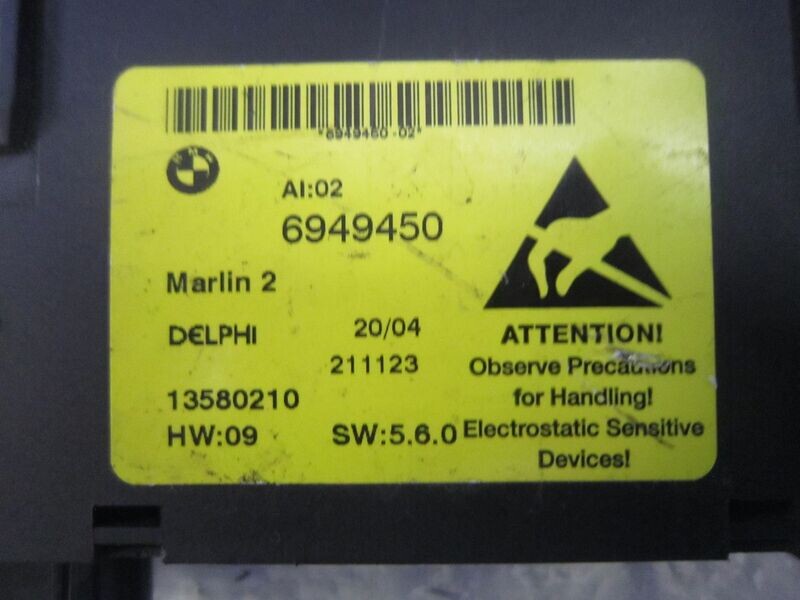 *6949450-02*
BMW
AI:02
6949450
Marlin 2
DELPHI
20/04
211123
13580210
HW:09
SW:5.6.0
ATTENTION!
Observe Precautions
for Handling!
Electrostatic Sensitive
Devices!